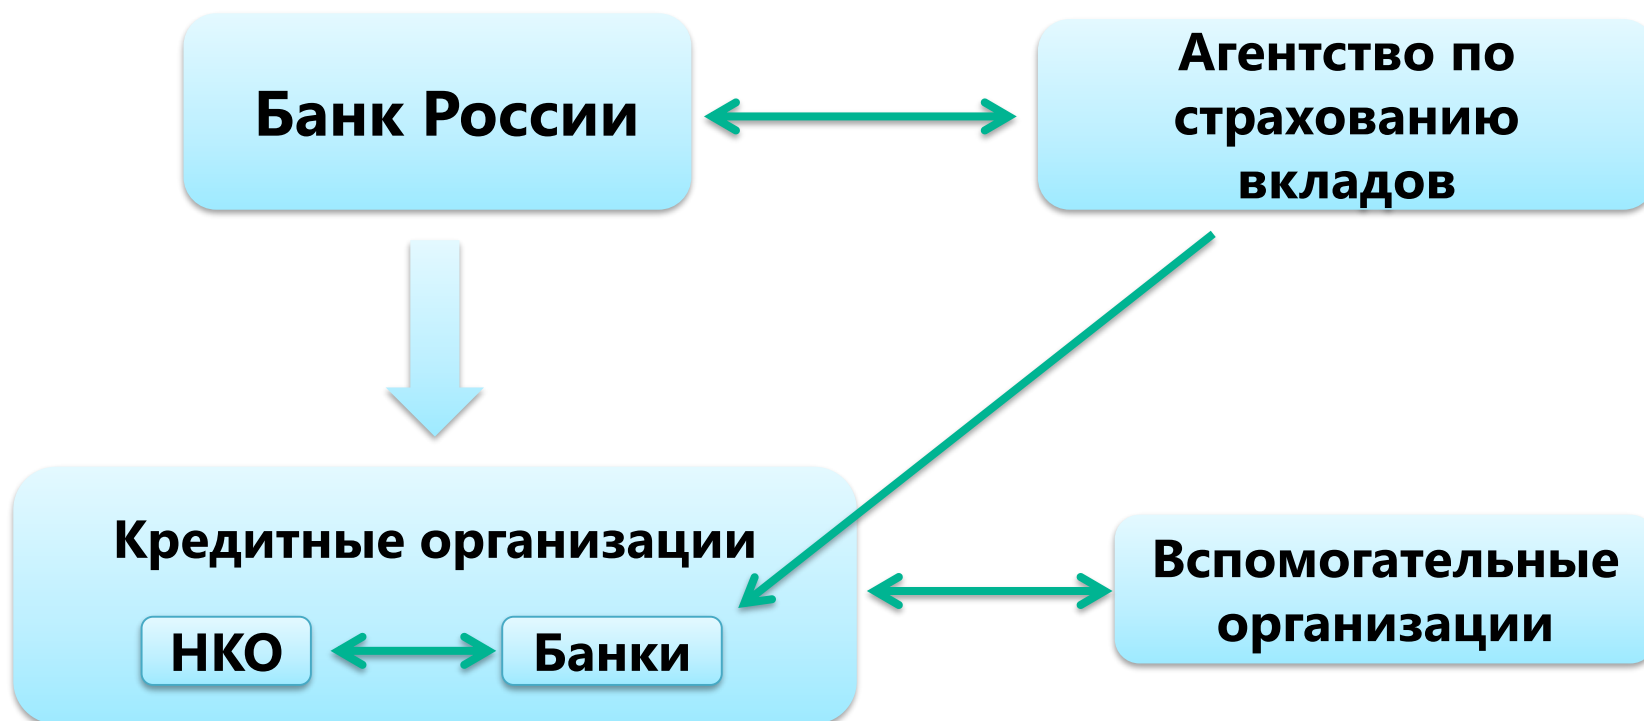 Банк России
Агентство по
страхованию
вкладов
Кредитные организации
НКО
Банки
Вспомогательные
организации